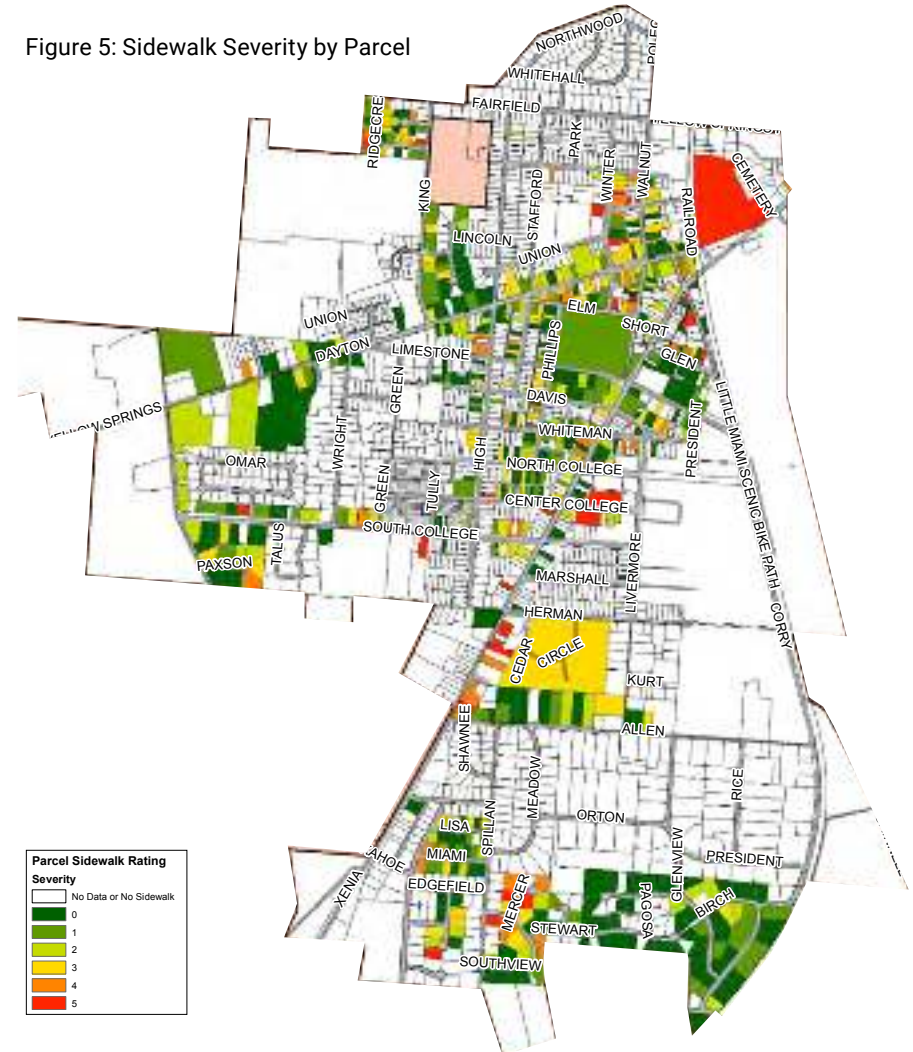 Figure 5: Sidewalk Severity by Parcel
NORTHWOOD
WHITEHALL
FAIRFIELD
RIDGECRE
PARK
WINTER
WALNUT
CEMETERY
KING
STAFFORD
RAILROAD
LINCOLN
UNION
ELM
SHORT
UNION
DAYTON
LIMESTONE
PHILLIPS
GLEN
GREEN
DAVIS
LITTLE MIAMI SCENIC BIKE PATH
ELLOW SPRINGS
WRIGHT
HIGH
WHITEMAN
PRESIDENT
OMAR
GREEN
TULLY
NORTH COLLEGE
CENTER COLLEGE
TALUS
SOUTH COLLEGE
PAXSON
MARSHALL
LIVERMORE
HERMAN
CORRY
CEDAR
CIRCLE
KURT
SHAWNEE
ALLEN
MEADOW
RICE
SPILLAN
ORTON
LISA
AHOE
MIAMI
GLEN VIEW
PRESIDENT
XENIA
EDGEFIELD
MERCER
PAGOSA
BIRCH
STEWART
SOUTHVIEW
Parcel Sidewalk Rating
Severity
No Data or No Sidewalk
0
1
2
3
4
5